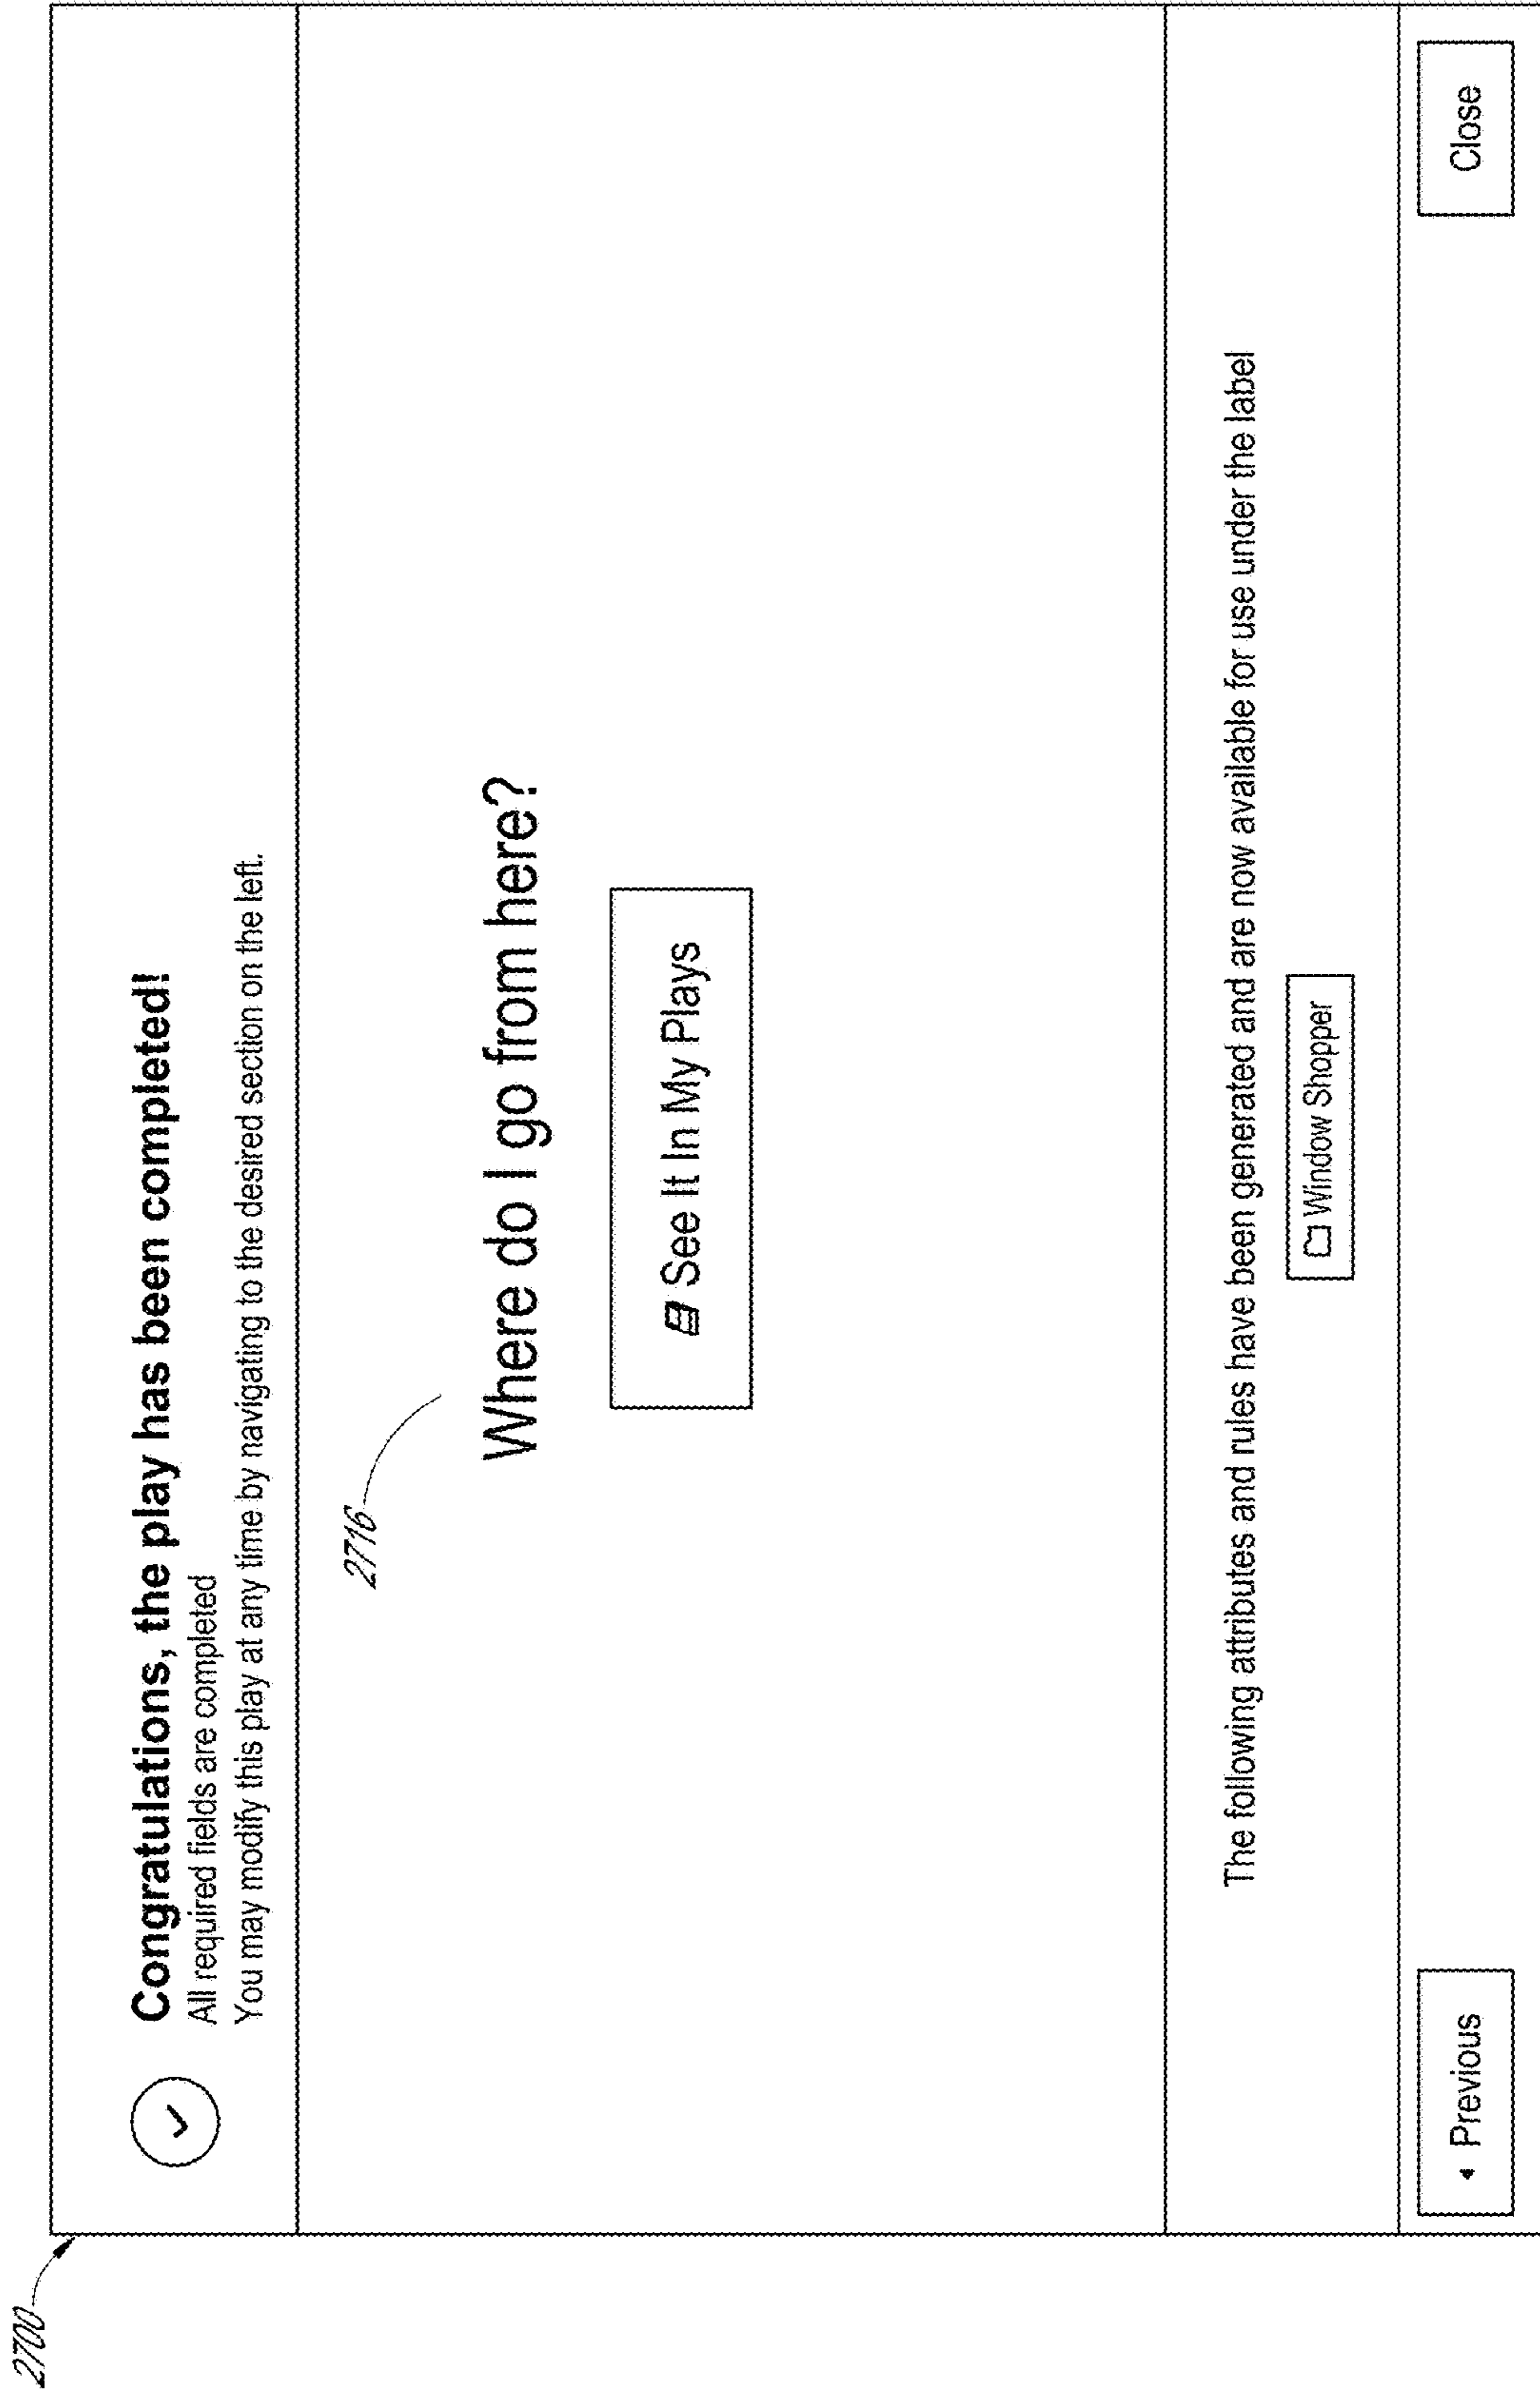 2700
Congratulations, the play has been completed!
All required fields are completed
You may modify this play at any time by navigating to the desired section on the left.
2716
Where do I go from here?
See It In My Plays
The following attributes and rules have been generated and are now available for use under the label
Window Shopper
Previous
Close